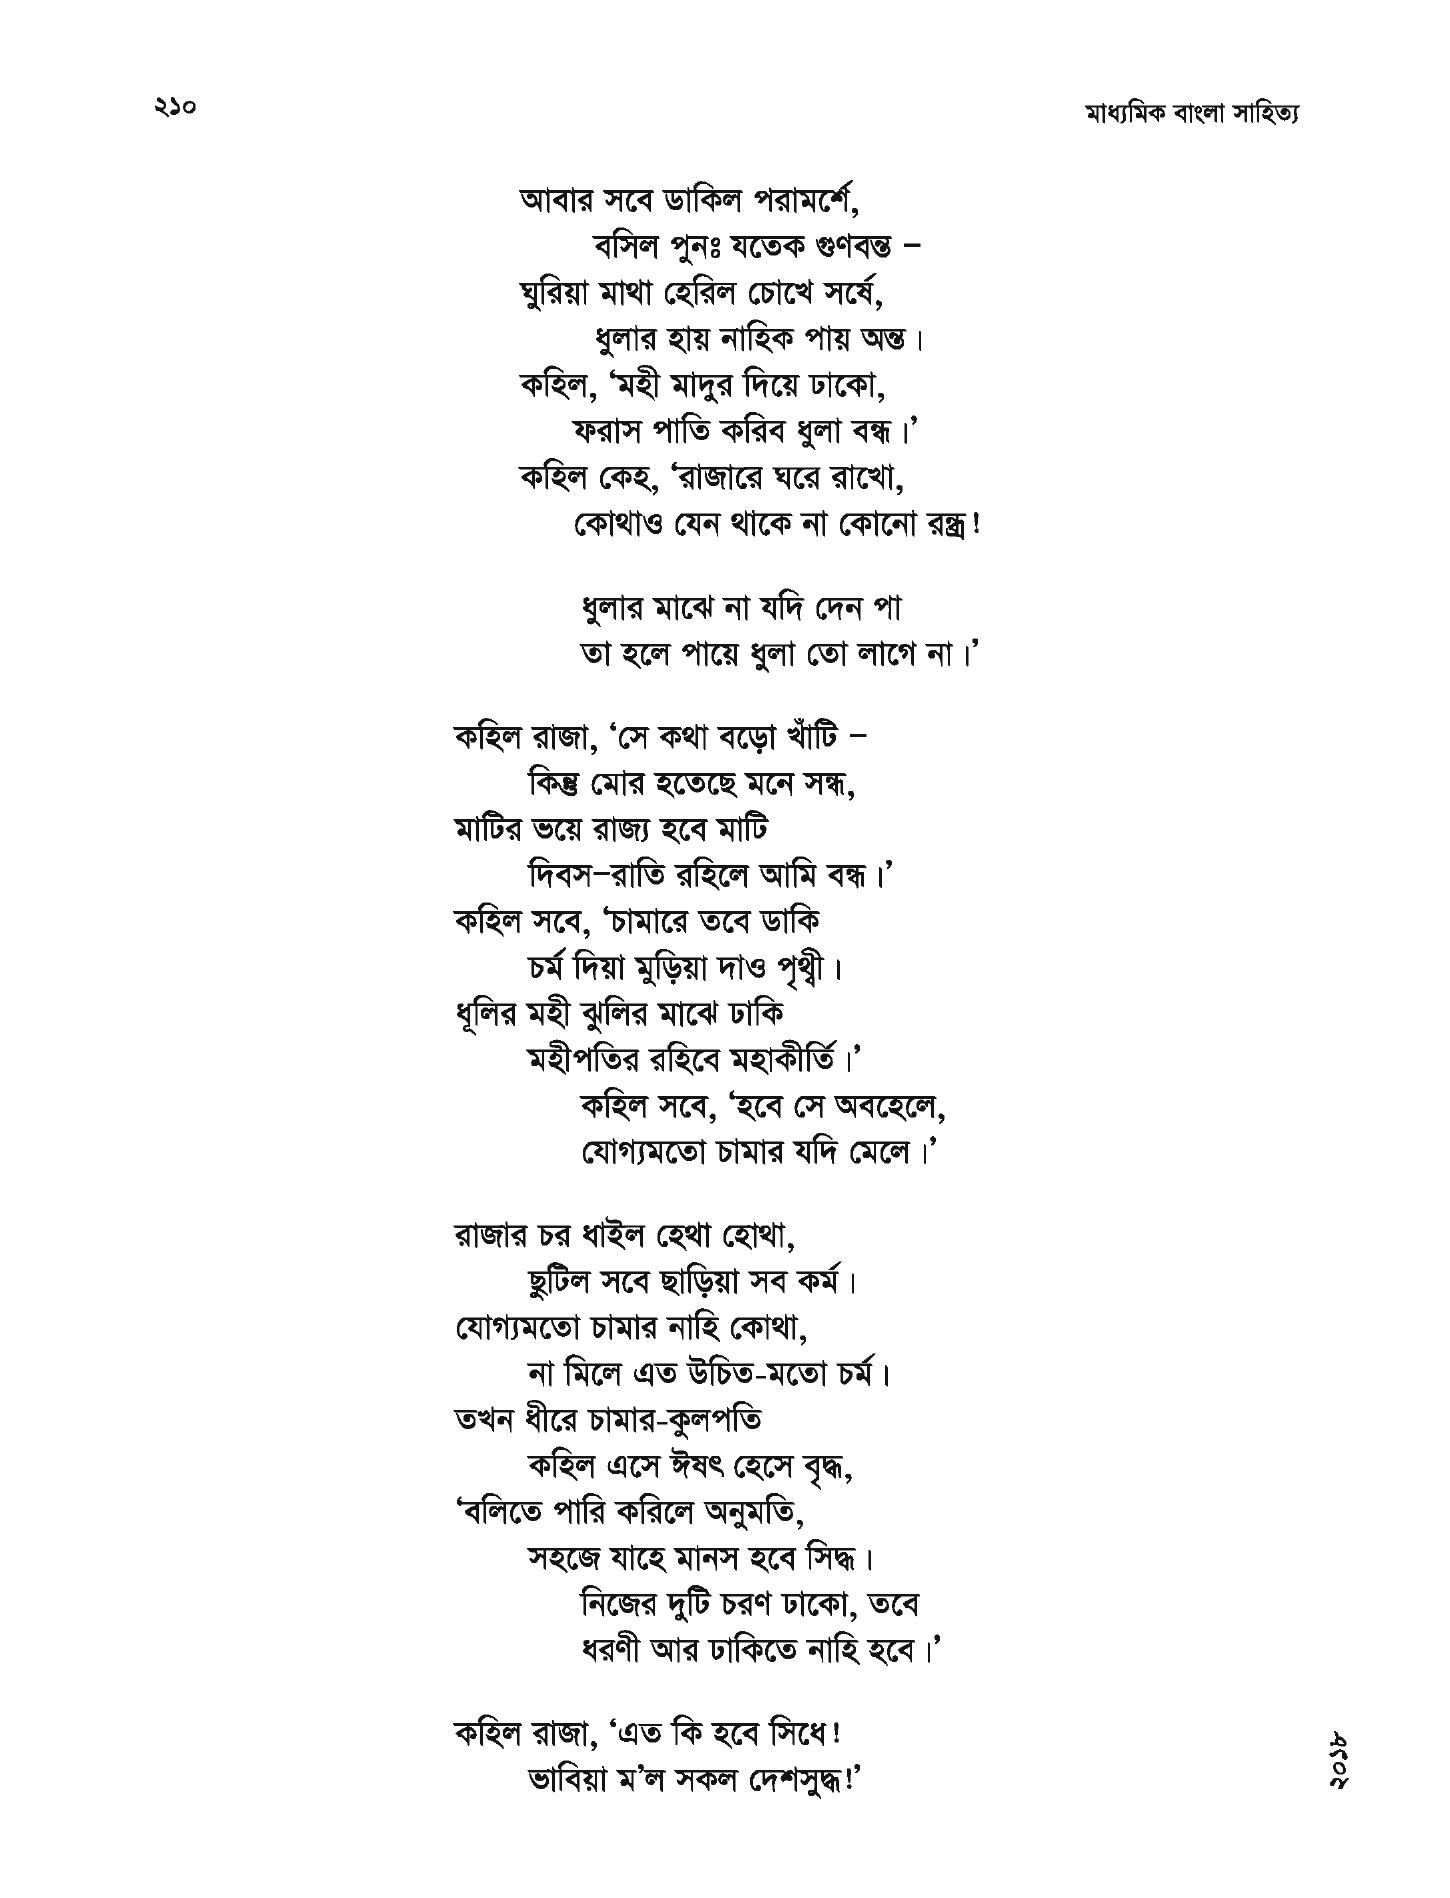 ২১০
মাধ্যমিক বাংলা সাহিত্য
আবার সবে ডাকিল পরামর্শে,
বসিল পুনঃ যতেক গুণবন্ত –
ঘুরিয়া মাথা হেরিল চোখে সর্ষে,
ধুলার হায় নাহিক পায় অন্ত।
কহিল, ‘মহী মাদুর দিয়ে ঢাকো,
ফরাস পাতি করিব ধুলা বন্ধ।’
কহিল কেহ, ‘রাজারে ঘরে রাখো,
কোথাও যেন থাকে না কোনো রন্ধ্র!
ধুলার মাঝে না যদি দেন পা
তা হলে পায়ে ধুলা তো লাগে না।’
কহিল রাজা, ‘সে কথা বড়ো খাঁটি –
কিন্তু মোর হতেছে মনে সন্ধ,
মাটির ভয়ে রাজ্য হবে মাটি
দিবস–রাতি রহিলে আমি বন্ধ।’
কহিল সবে, ‘চামারে তবে ডাকি
চর্ম দিয়া মুড়িয়া দাও পৃথ্বী।
ধূলির মহী ঝুলির মাঝে ঢাকি
মহীপতির রহিবে মহাকীর্তি।’
কহিল সবে, ‘হবে সে অবহেলে,
যোগ্যমতো চামার যদি মেলে।’
রাজার চর ধাইল হেথা হোথা,
ছুটিল সবে ছাড়িয়া সব কর্ম।
যোগ্যমতো চামার নাহি কোথা,
না মিলে এত উচিত-মতো চর্ম।
তখন ধীরে চামার-কুলপতি
কহিল এসে ঈষৎ হেসে বৃদ্ধ,
‘বলিতে পারি করিলে অনুমতি,
সহজে যাহে মানস হবে সিদ্ধ।
নিজের দুটি চরণ ঢাকো, তবে
ধরণী আর ঢাকিতে নাহি হবে।’
কহিল রাজা, ‘এত কি হবে সিধে!
ভাবিয়া ম’ল সকল দেশসুদ্ধ!’
২০১৮